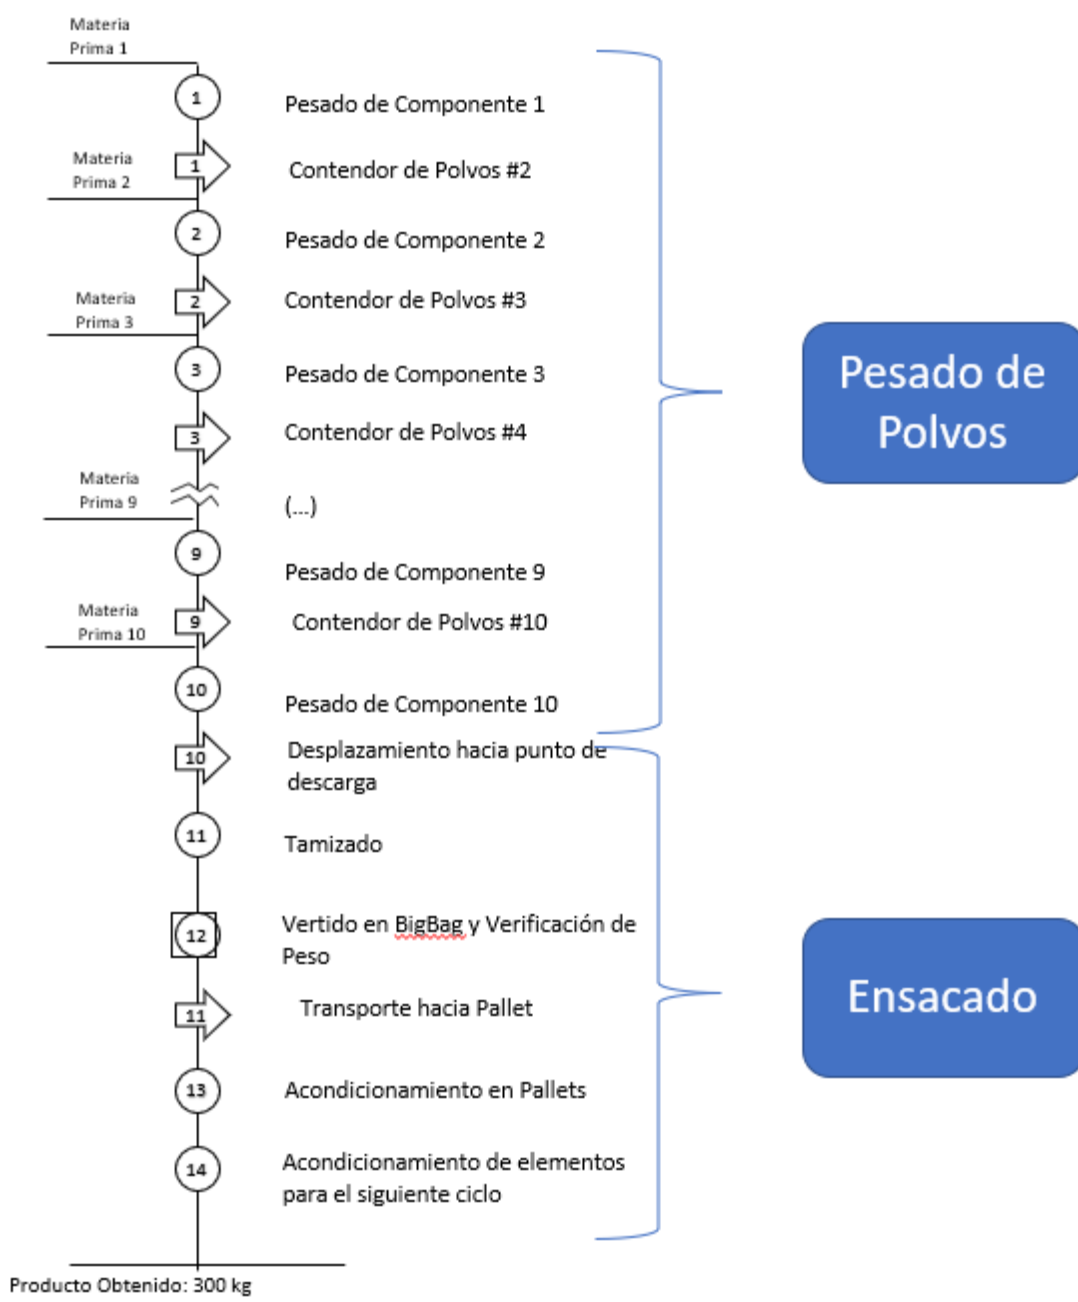 Materia
Prima 1
1
Pesado de Componente 1
Materia
Prima 2
1
Contendor de Polvos #2
2
Pesado de Componente 2
Materia
Prima 3
2
Contendor de Polvos #3
3
Pesado de Componente 3
3
Contendor de Polvos #4
Materia
Prima 9
(...)
9
Pesado de Componente 9
Materia
Prima 10
9
Contendor de Polvos #10
10
Pesado de Componente 10
10
Desplazamiento hacia punto de
descarga
11
Tamizado
12
Vertido en BigBag y Verificación de
Peso
11
Transporte hacia Pallet
13
Acondicionamiento en Pallets
14
Acondicionamiento de elementos
para el siguiente ciclo
Producto Obtenido: 300 kg
Pesado de
Polvos
Ensacado